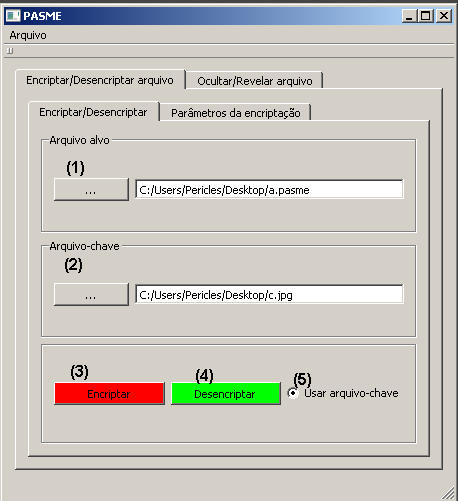 PASME
Arquivo
Encriptar/Desencriptar arquivo Ocultar/Revelar arquivo
Encriptar/Desencriptar Parâmetros da encriptação
Arquivo alvo
(1)
... C:/Users/Pericles/Desktop/a.pasme
Arquivo-chave
(2)
... C:/Users/Pericles/Desktop/c.jpg
(3) (4) (5)
Encriptar Desencriptar Usar arquivo-chave